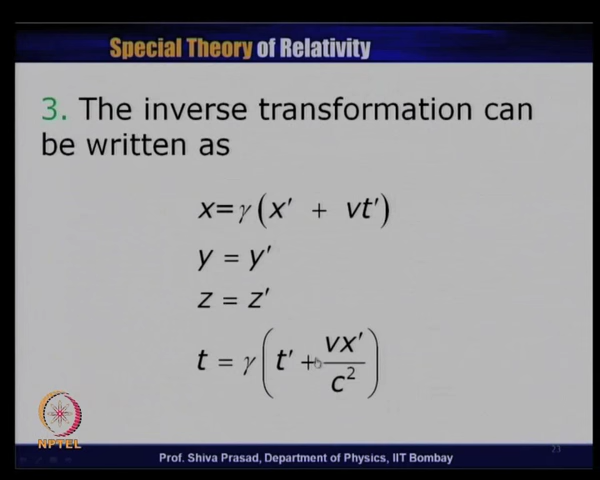 Special Theory of Relativity
3. The inverse transformation can
be written as
x=γ(x′ + vt′)
y = y′
z = z′
t = γ(t′ + vx′/c²)
NPTEL
Prof. Shiva Prasad, Department of Physics, IIT Bombay
23